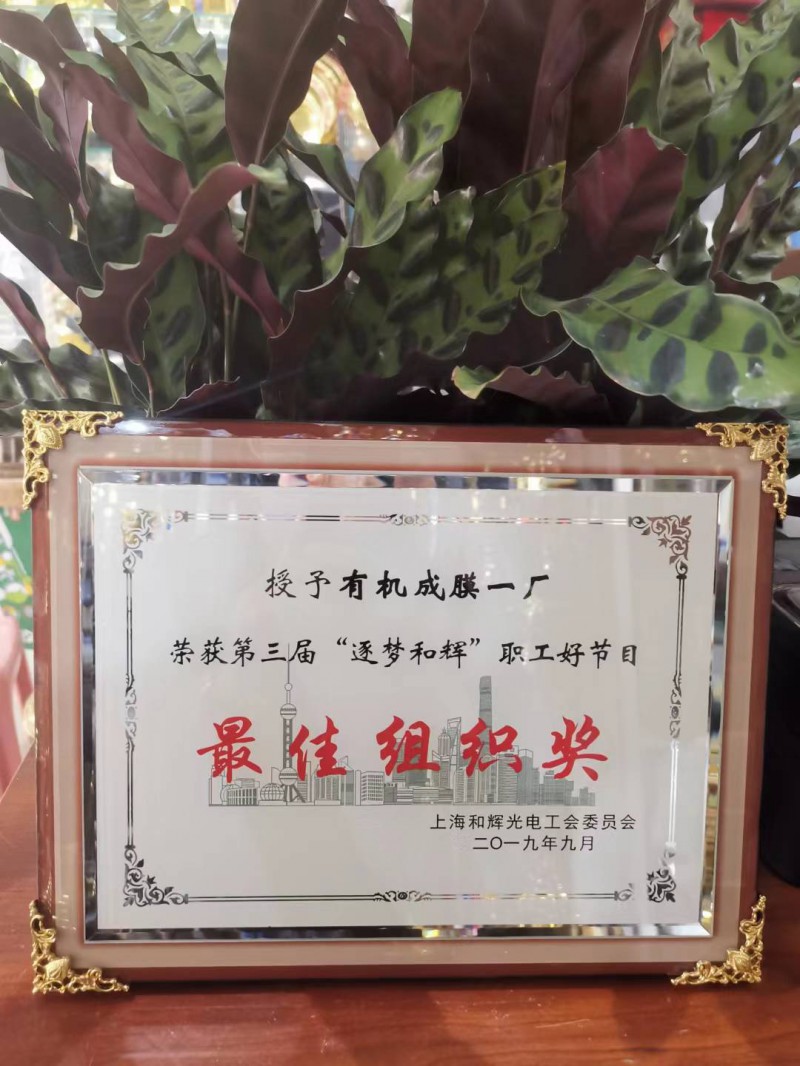 授予有机成膜一厂
荣获第三届“逐梦和辉”职工好节目
最佳组织奖
上海和辉光电工会委员会
二〇一九年九月